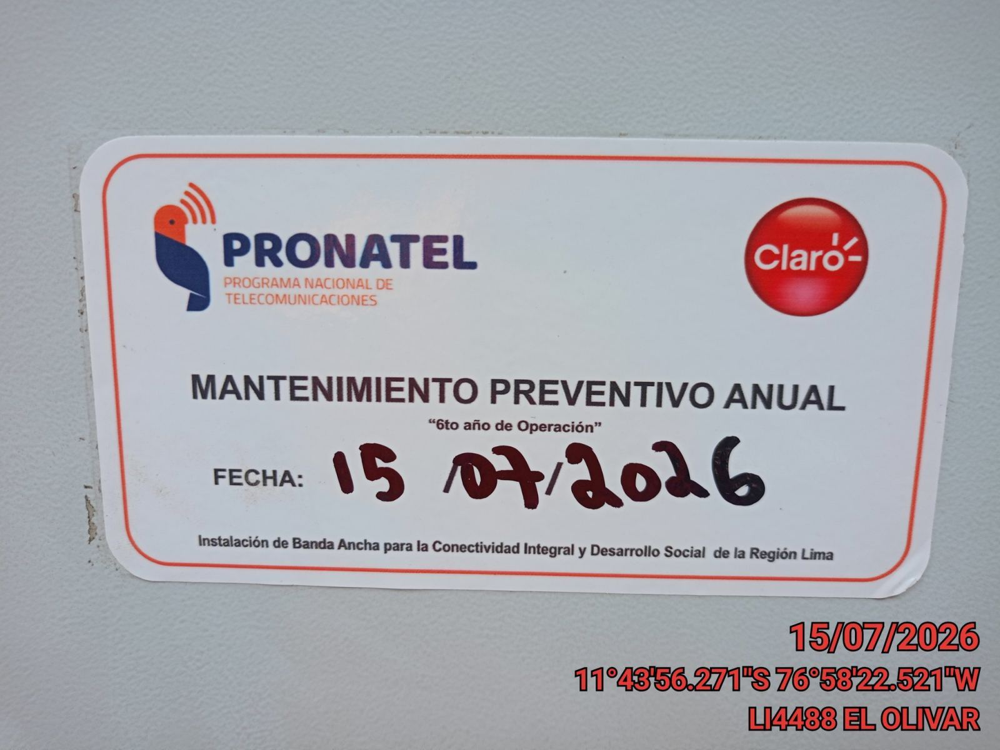 PRONATEL
PROGRAMA NACIONAL DE
TELECOMUNICACIONES
Claro
MANTENIMIENTO PREVENTIVO ANUAL
“6to año de Operación”
FECHA: 15/07/2026
Instalación de Banda Ancha para la Conectividad Integral y Desarrollo Social de la Región Lima
15/07/2026
11°43'56.271"S 76°58'22.521"W
LI4488 EL OLIVAR